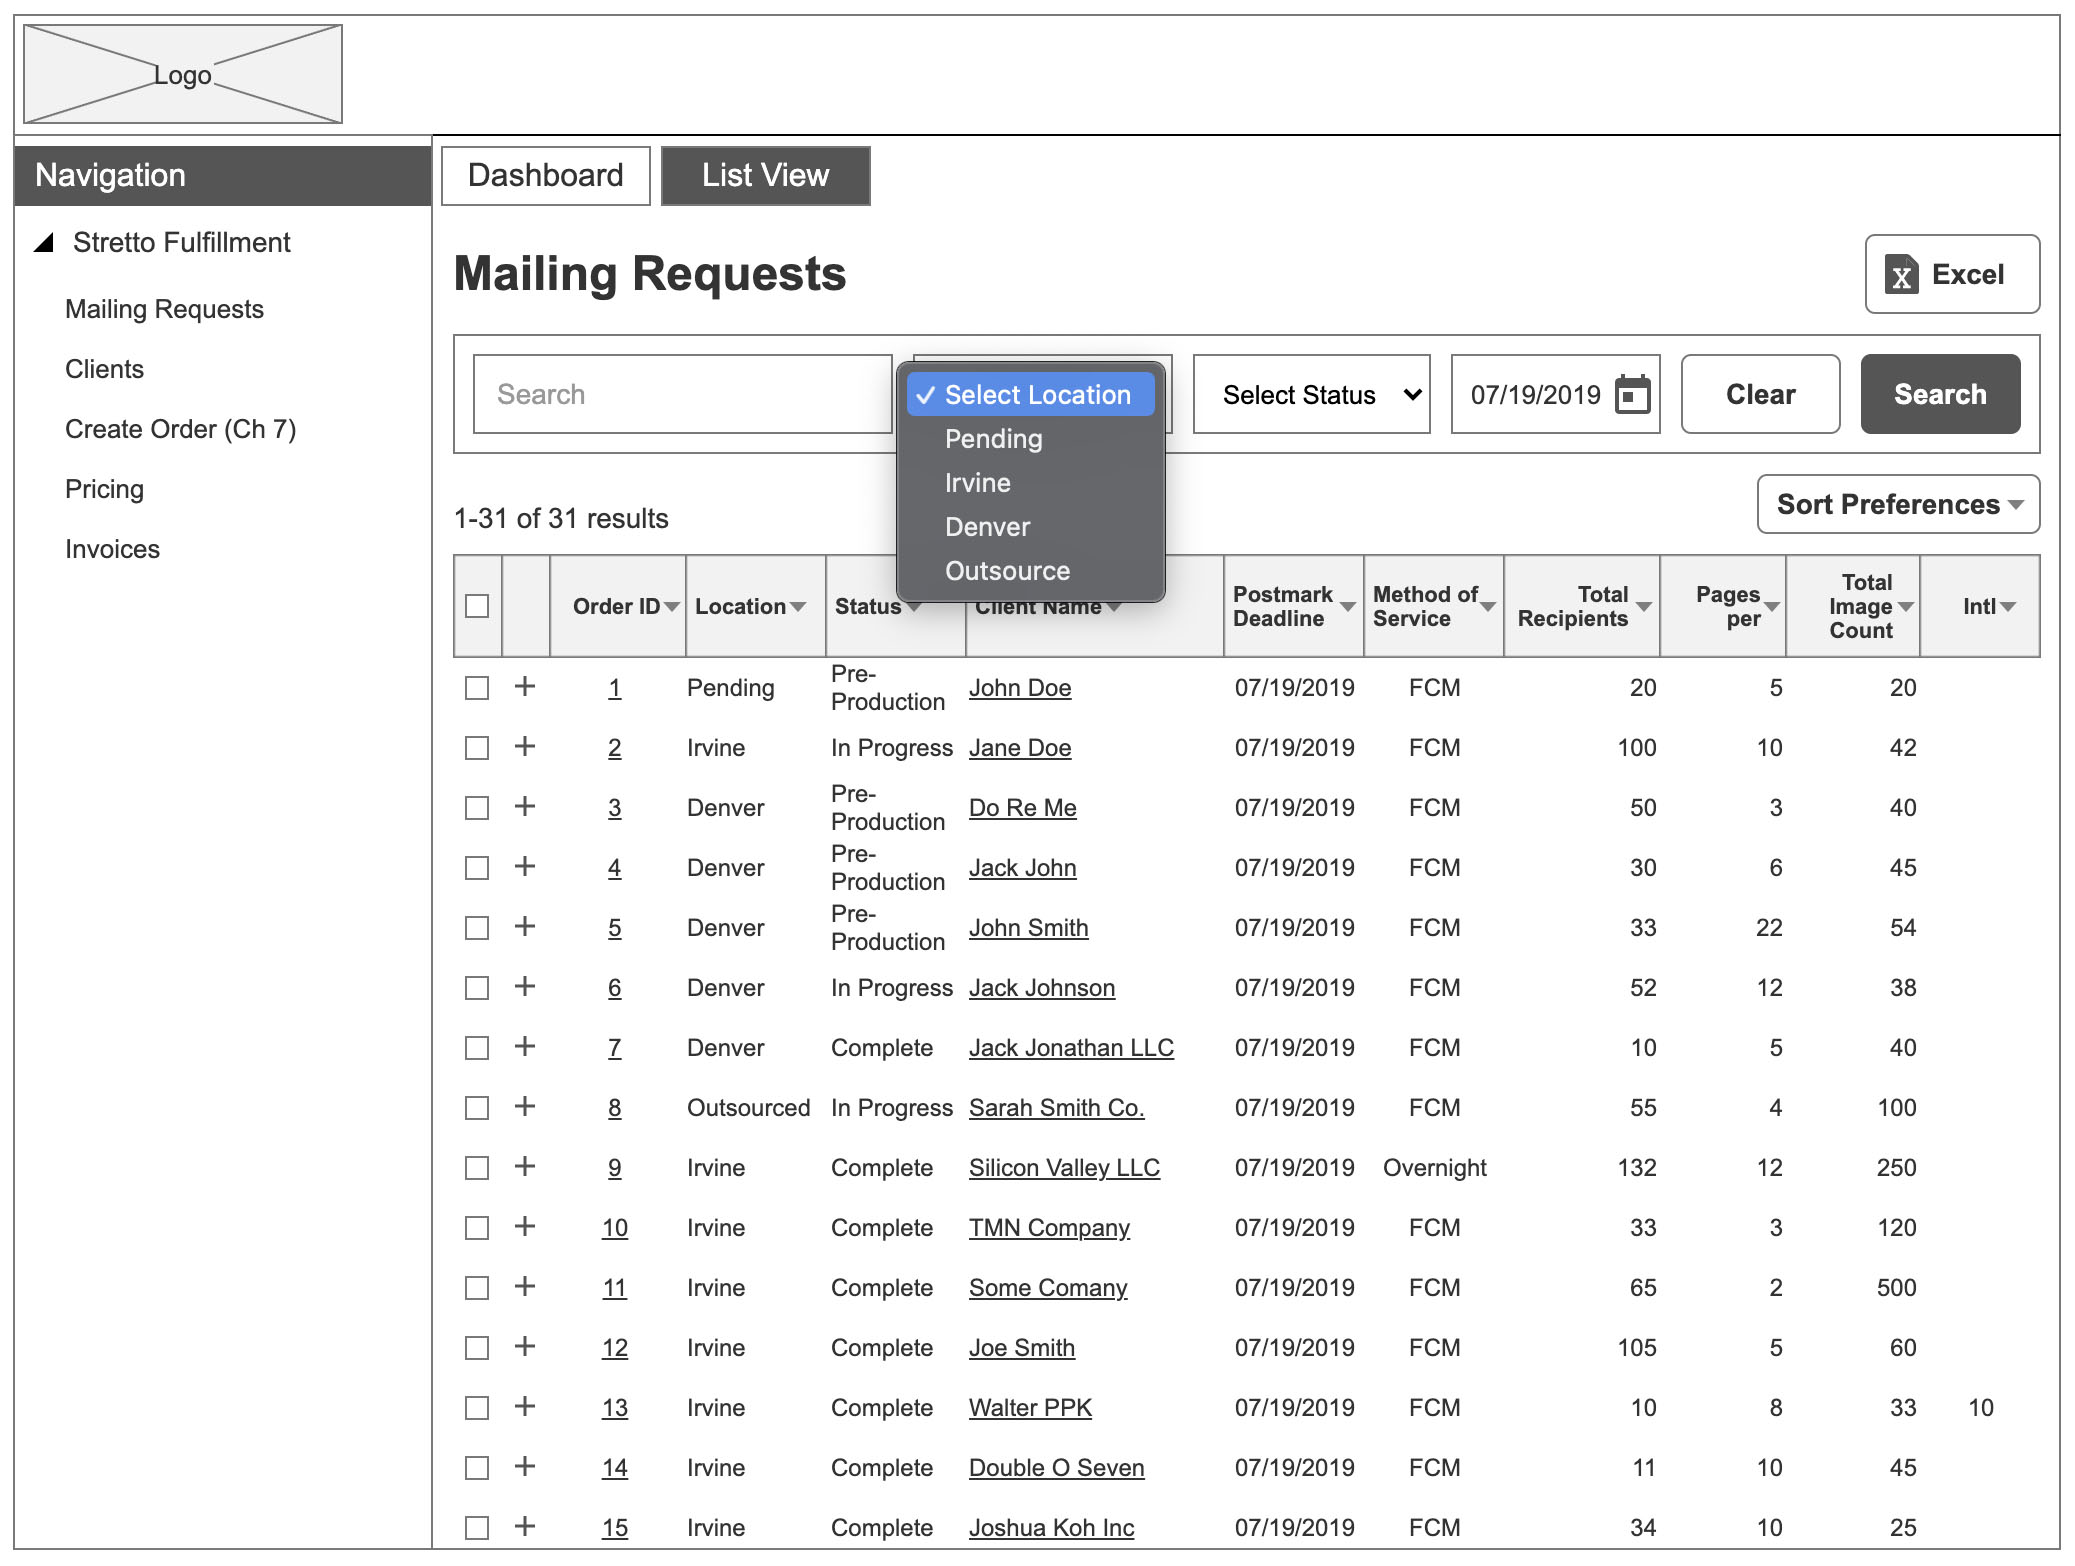 Logo
Navigation
Stretto Fulfillment
Mailing Requests
Clients
Create Order (Ch 7)
Pricing
Invoices
Dashboard
List View
Mailing Requests
Excel
Search
Select Location
Pending
Irvine
Denver
Outsource
Select Status
07/19/2019
Clear
Search
1-31 of 31 results
Sort Preferences
Order ID
Location
Status
Client Name
Postmark
Deadline
Method of
Service
Total
Recipients
Pages
per
Total
Image
Count
Intl
1 Pending Pre-
Production John Doe 07/19/2019 FCM 20 5 20
2 Irvine In Progress Jane Doe 07/19/2019 FCM 100 10 42
3 Denver Pre-
Production Do Re Me 07/19/2019 FCM 50 3 40
4 Denver Pre-
Production Jack John 07/19/2019 FCM 30 6 45
5 Denver Pre-
Production John Smith 07/19/2019 FCM 33 22 54
6 Denver In Progress Jack Johnson 07/19/2019 FCM 52 12 38
7 Denver Complete Jack Jonathan LLC 07/19/2019 FCM 10 5 40
8 Outsourced In Progress Sarah Smith Co. 07/19/2019 FCM 55 4 100
9 Irvine Complete Silicon Valley LLC 07/19/2019 Overnight 132 12 250
10 Irvine Complete TMN Company 07/19/2019 FCM 33 3 120
11 Irvine Complete Some Comany 07/19/2019 FCM 65 2 500
12 Irvine Complete Joe Smith 07/19/2019 FCM 105 5 60
13 Irvine Complete Walter PPK 07/19/2019 FCM 10 8 33 10
14 Irvine Complete Double O Seven 07/19/2019 FCM 11 10 45
15 Irvine Complete Joshua Koh Inc 07/19/2019 FCM 34 10 25